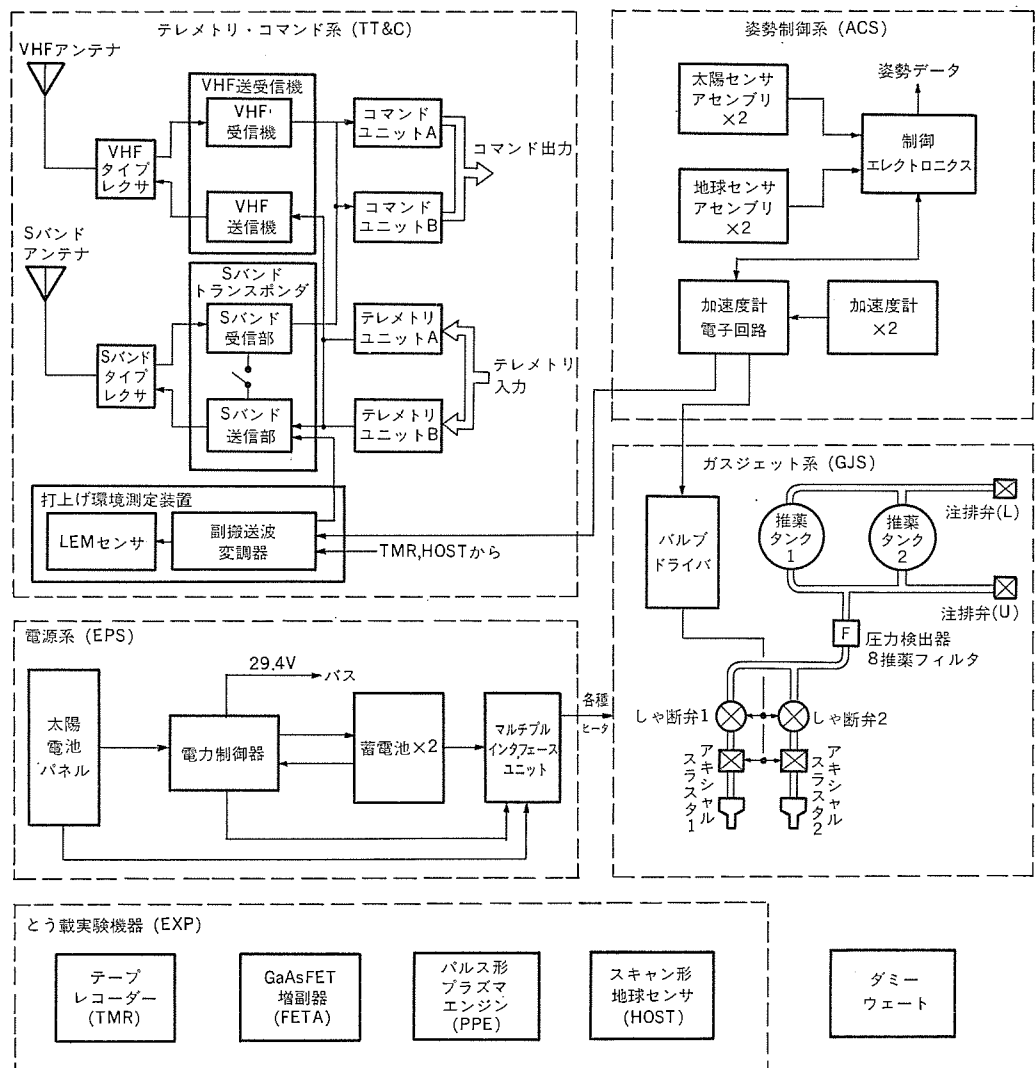 テレメトリ・コマンド系 (TT&C)
VHFアンテナ
VHF送受信機
VHF
受信機
コマンド
ユニットA
コマンド出力
VHF
タイプ
レクサ
VHF
送信機
コマンド
ユニットB
Sバンド
アンテナ
Sバンド
トランスポンダ
Sバンド
受信部
テレメトリ
ユニットA
Sバンド
タイプ
レクサ
テレメトリ
入力
Sバンド
送信部
テレメトリ
ユニットB
打上げ環境測定装置
LEMセンサ
副搬送波
変調器
TMR,HOSTから
姿勢制御系 (ACS)
太陽センサ
アセンブリ
×2
姿勢データ
制御
エレクトロニクス
地球センサ
アセンブリ
×2
加速度計
電子回路
加速度計
×2
ガスジェット系 (GJS)
バルブ
ドライバ
推薬
タンク
1
推薬
タンク
2
注排弁(L)
注排弁(U)
F
圧力検出器
8推薬フィルタ
しゃ断弁1
しゃ断弁2
アキシャル
スラスタ1
アキシャル
スラスタ2
電源系 (EPS)
29.4V
バス
太陽
電池
パネル
電力制御器
蓄電池×2
マルチプル
インタフェース
ユニット
各種
ヒータ
とう載実験機器 (EXP)
テープ
レコーダー
(TMR)
GaAsFET
増副器
(FETA)
パルス形
プラズマ
エンジン
(PPE)
スキャン形
地球センサ
(HOST)
ダミー
ウェート